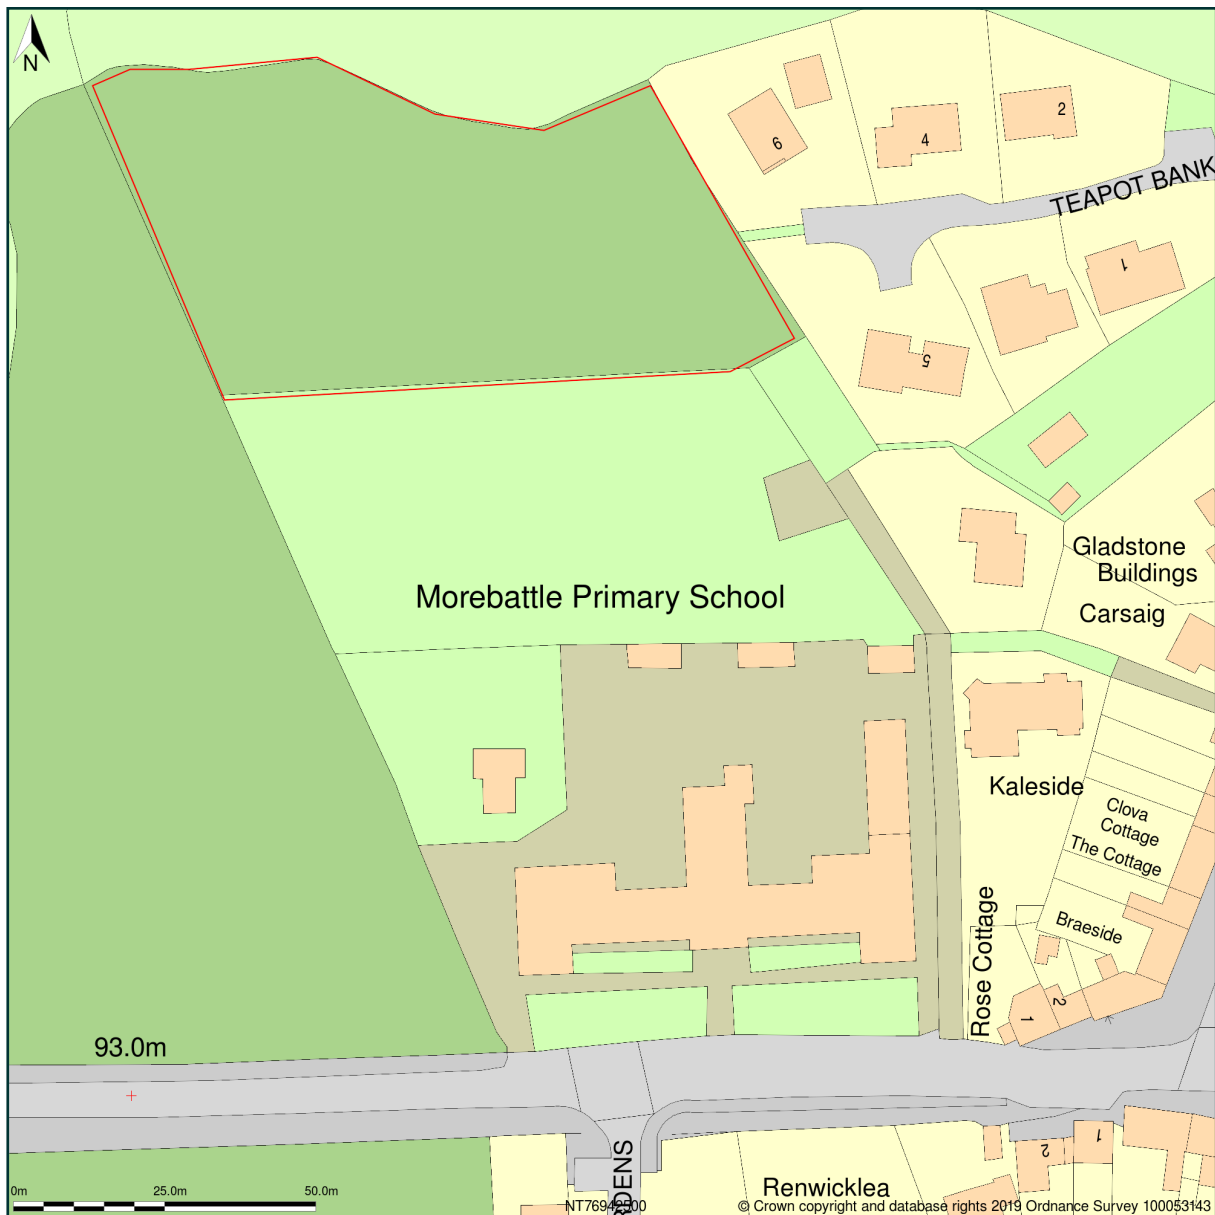 N
6
4
2
TEAPOT BANK
1
5
Gladstone
Buildings
Morebattle Primary School
Carsaig
Kaleside
Clova
Cottage
The Cottage
Braeside
Rose Cottage
1
2
93.0m
RDENS
2
1
Renwicklea
0m 25.0m 50.0m
© Crown copyright and database rights 2019 Ordnance Survey 100053143